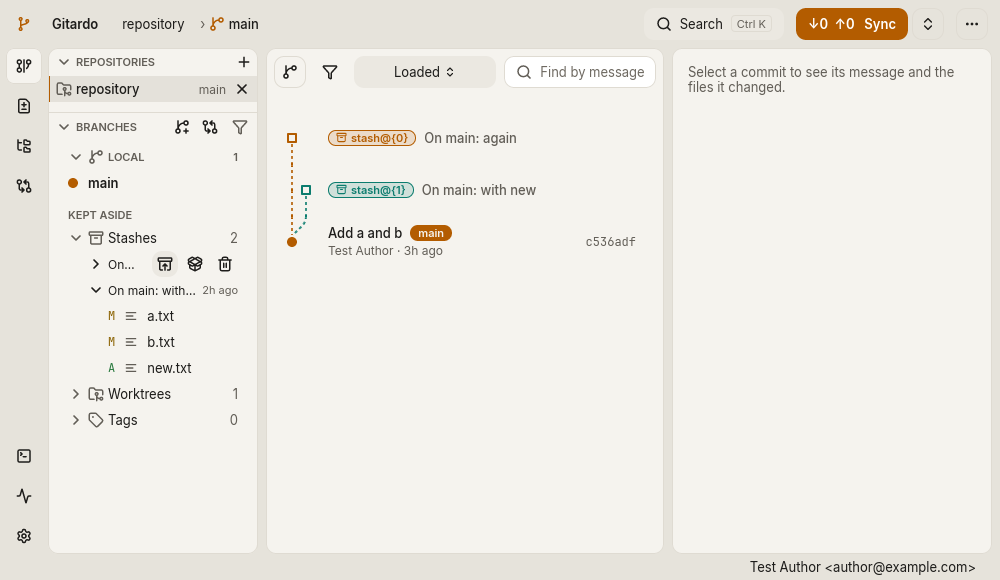 Gitardo
repository
main
Search
Ctrl K
↓0 ↑0 Sync
REPOSITORIES
repository
main
BRANCHES
LOCAL
1
main
KEPT ASIDE
Stashes
2
On...
On main: with...
2h ago
M a.txt
M b.txt
A new.txt
Worktrees
1
Tags
0
Loaded
Find by message
stash@{0}
On main: again
stash@{1}
On main: with new
Add a and b
main
Test Author · 3h ago
c536adf
Select a commit to see its message and the
files it changed.
Test Author <author@example.com>